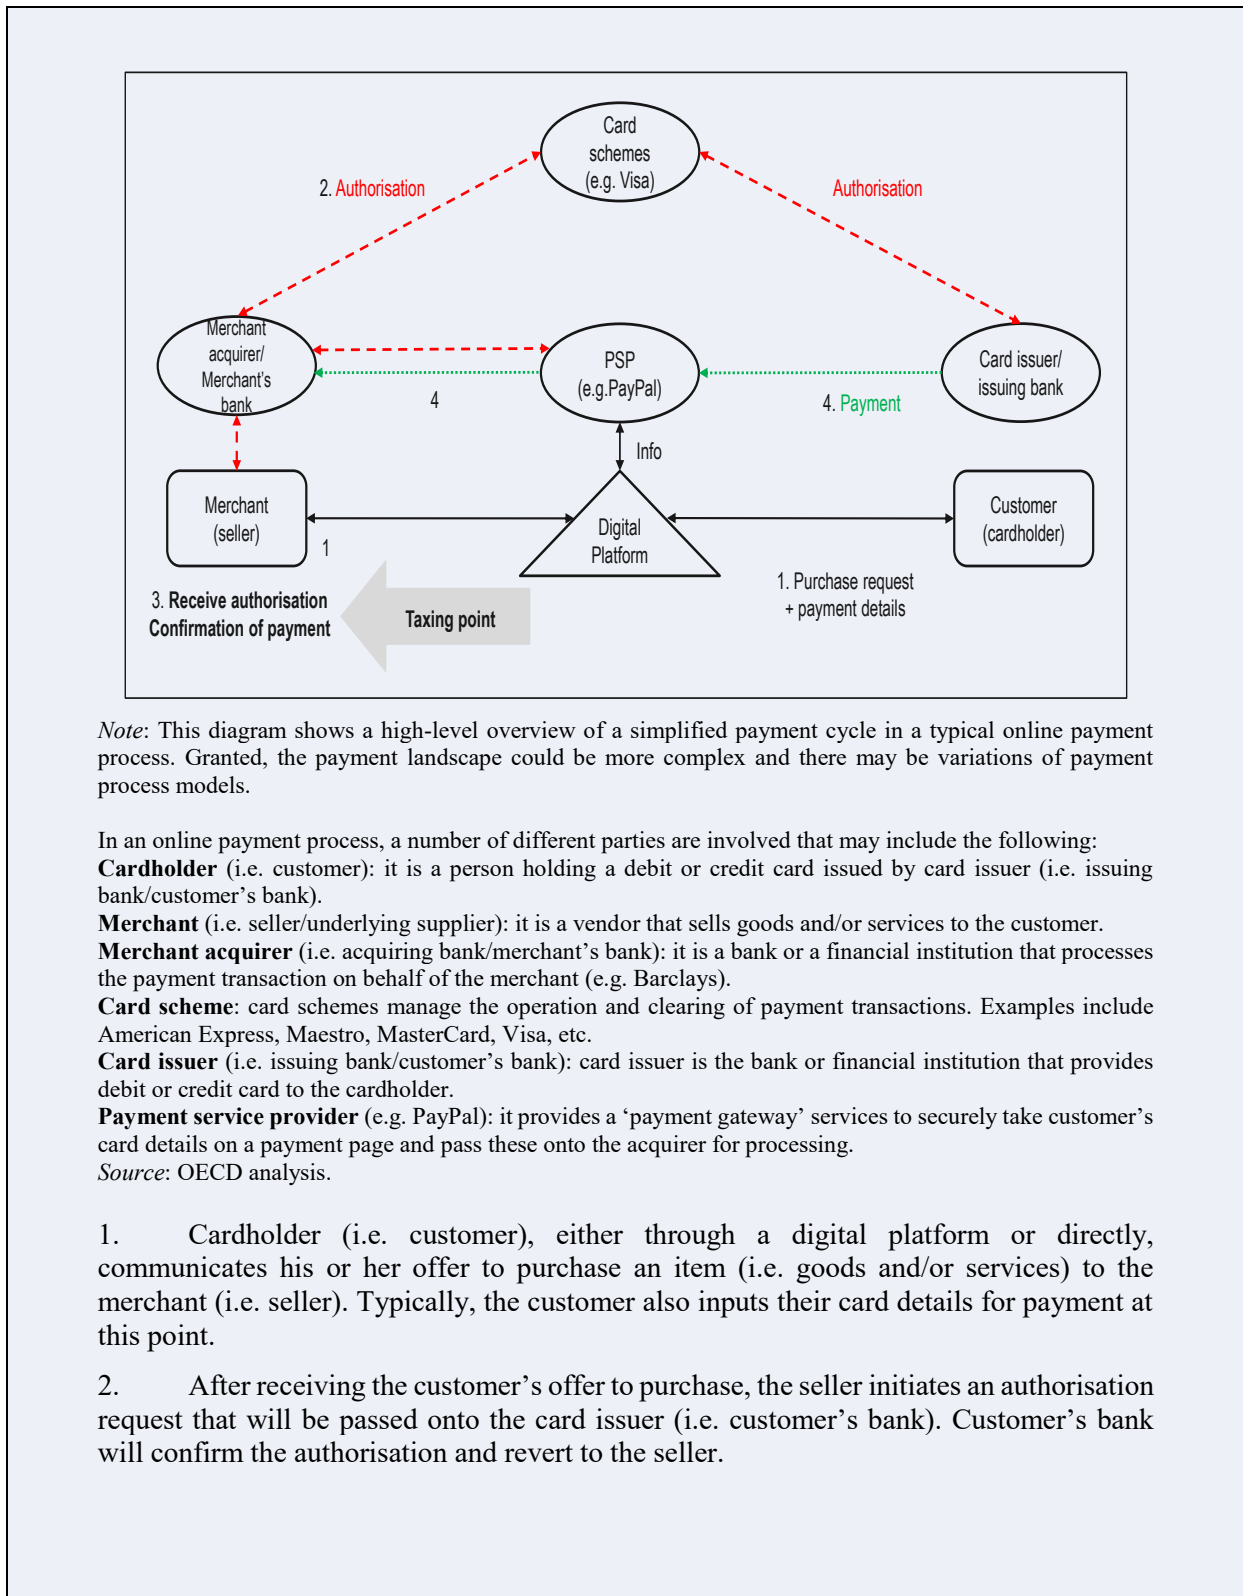 Card
schemes
(e.g. Visa)
2. Authorisation
Authorisation
Merchant
acquirer/
Merchant's
bank
PSP
(e.g.PayPal)
Card issuer/
issuing bank
4
4. Payment
Info
Merchant
(seller)
1
Digital
Platform
Customer
(cardholder)
1. Purchase request
+ payment details
3. Receive authorisation
Confirmation of payment
Taxing point
Note: This diagram shows a high-level overview of a simplified payment cycle in a typical online payment
process. Granted, the payment landscape could be more complex and there may be variations of payment
process models.
In an online payment process, a number of different parties are involved that may include the following:
Cardholder (i.e. customer): it is a person holding a debit or credit card issued by card issuer (i.e. issuing
bank/customer's bank).
Merchant (i.e. seller/underlying supplier): it is a vendor that sells goods and/or services to the customer.
Merchant acquirer (i.e. acquiring bank/merchant's bank): it is a bank or a financial institution that processes
the payment transaction on behalf of the merchant (e.g. Barclays).
Card scheme: card schemes manage the operation and clearing of payment transactions. Examples include
American Express, Maestro, MasterCard, Visa, etc.
Card issuer (i.e. issuing bank/customer's bank): card issuer is the bank or financial institution that provides
debit or credit card to the cardholder.
Payment service provider (e.g. PayPal): it provides a 'payment gateway' services to securely take customer's
card details on a payment page and pass these onto the acquirer for processing.
Source: OECD analysis.
1. Cardholder (i.e. customer), either through a digital platform or directly,
communicates his or her offer to purchase an item (i.e. goods and/or services) to the
merchant (i.e. seller). Typically, the customer also inputs their card details for payment at
this point.
2. After receiving the customer's offer to purchase, the seller initiates an authorisation
request that will be passed onto the card issuer (i.e. customer's bank). Customer's bank
will confirm the authorisation and revert to the seller.